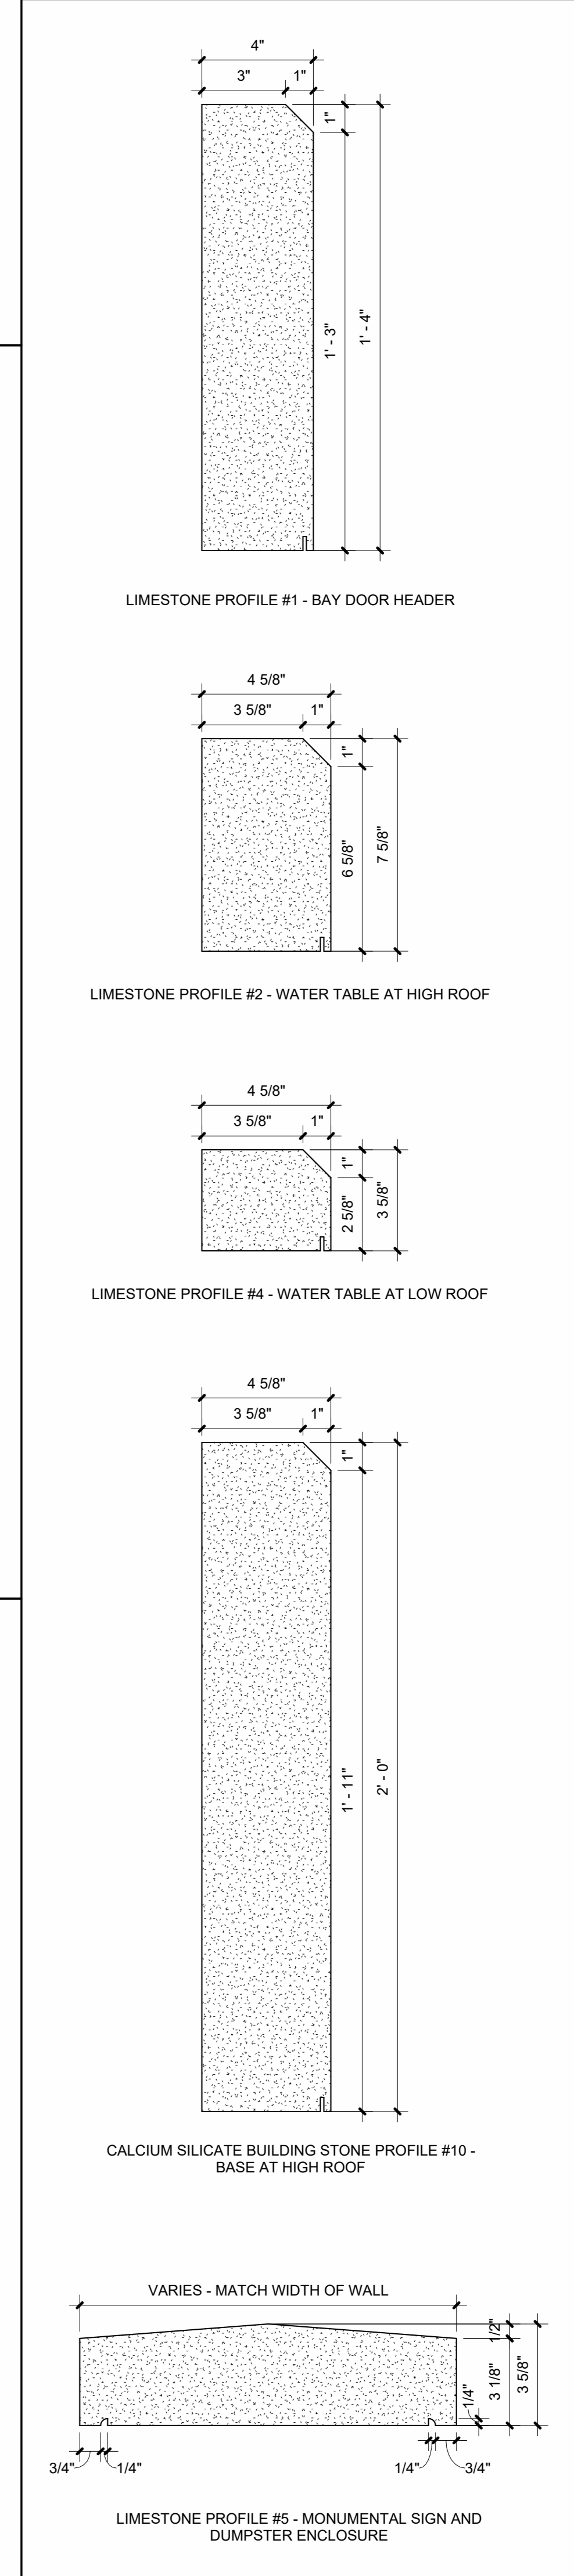 4"
3" 1"
1"
1' - 3"
1' - 4"
LIMESTONE PROFILE #1 - BAY DOOR HEADER
4 5/8"
3 5/8" 1"
1"
6 5/8"
7 5/8"
LIMESTONE PROFILE #2 - WATER TABLE AT HIGH ROOF
4 5/8"
3 5/8" 1"
1"
2 5/8"
3 5/8"
LIMESTONE PROFILE #4 - WATER TABLE AT LOW ROOF
4 5/8"
3 5/8" 1"
1"
1' - 11"
2' - 0"
CALCIUM SILICATE BUILDING STONE PROFILE #10 -
BASE AT HIGH ROOF
VARIES - MATCH WIDTH OF WALL
1/2"
1/4"
3 1/8"
3 5/8"
3/4" 1/4" 1/4" 3/4"
LIMESTONE PROFILE #5 - MONUMENTAL SIGN AND
DUMPSTER ENCLOSURE